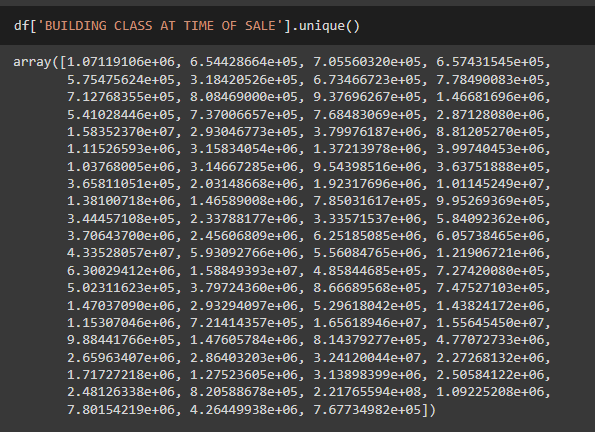 df['BUILDING CLASS AT TIME OF SALE'].unique()
array([1.07119106e+06, 6.54428664e+05, 7.05560320e+05, 6.57431545e+05,
5.75475624e+05, 3.18420526e+05, 6.73466723e+05, 7.78490083e+05,
7.12768355e+05, 8.08469000e+05, 9.37696267e+05, 1.46681696e+06,
5.41028446e+05, 7.37006657e+05, 7.68483069e+05, 2.87128080e+06,
1.58352370e+07, 2.93046773e+05, 3.79976187e+06, 8.81205270e+05,
1.11526593e+06, 3.15834054e+06, 1.37213978e+06, 3.99740453e+06,
1.03768005e+06, 3.14667285e+06, 9.54398516e+05, 3.63751888e+05,
3.65811051e+05, 2.03148668e+06, 1.92317696e+06, 1.01145249e+07,
1.38100718e+06, 1.46589008e+06, 7.85031617e+05, 9.95269369e+05,
3.44457108e+05, 2.33788177e+06, 3.33571537e+06, 5.84092362e+06,
3.70643700e+06, 2.45606809e+06, 6.25185085e+06, 6.05738465e+06,
4.33528057e+07, 5.93092766e+06, 5.56084765e+06, 1.21906721e+06,
6.30029412e+06, 1.58849393e+07, 4.85844685e+05, 7.27420080e+05,
5.02311623e+05, 3.79724360e+06, 8.66689568e+05, 7.47527103e+05,
1.47037090e+06, 2.93294097e+05, 5.29618042e+05, 1.43824172e+06,
1.15307046e+06, 7.21414357e+05, 1.65618946e+07, 1.55645450e+07,
9.88441766e+05, 1.47605784e+06, 8.14379277e+05, 4.77072733e+06,
2.65963407e+06, 2.86403203e+06, 3.24120044e+07, 2.27268132e+06,
1.71727218e+06, 1.27523605e+06, 3.13898399e+06, 2.50584122e+06,
2.48126338e+06, 8.20588678e+05, 2.21765594e+08, 1.09225208e+06,
7.80154219e+06, 4.26449938e+06, 7.67734982e+05])